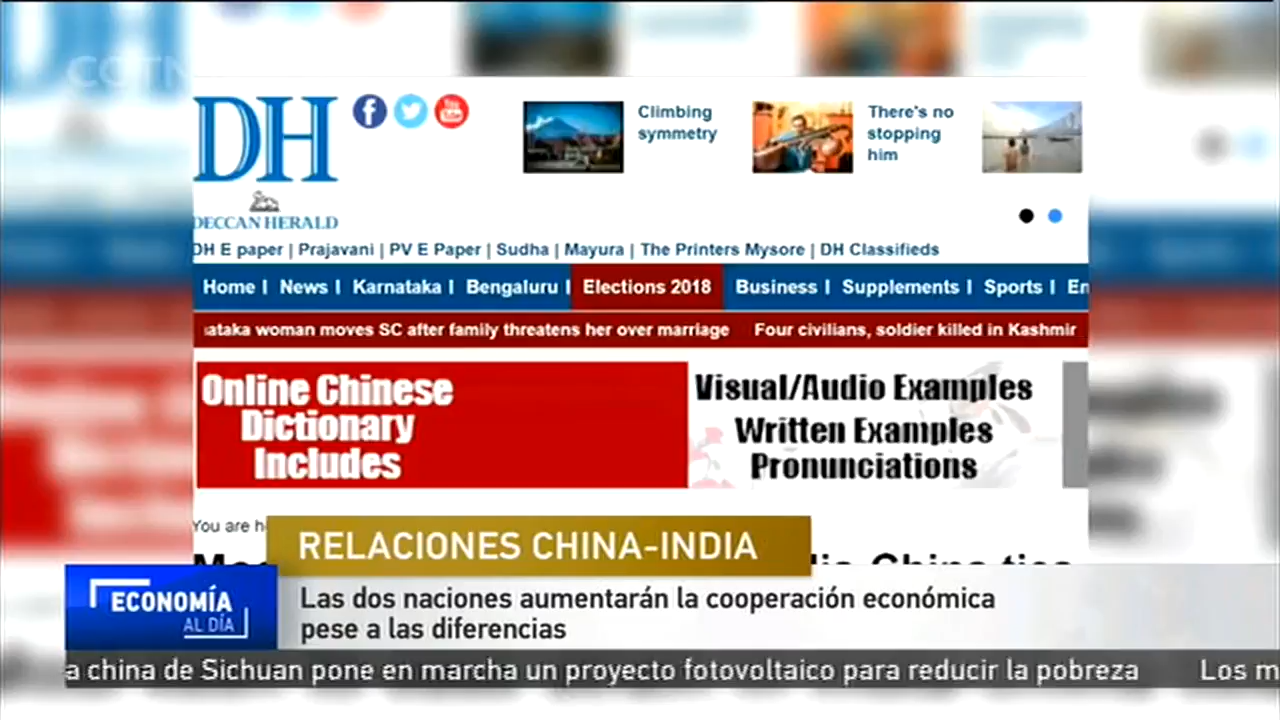 CGTN
DH
DECCAN HERALD
Climbing
symmetry
There's no
stopping
him
DH E paper | Prajavani | PV E Paper | Sudha | Mayura | The Printers Mysore | DH Classifieds
Home | News | Karnataka | Bengaluru | Elections 2018 Business | Supplements | Sports | En
ataka woman moves SC after family threatens her over marriage Four civilians, soldier killed in Kashmir
Online Chinese
Dictionary
Includes
Visual/Audio Examples
Written Examples
Pronunciations
You are h
RELACIONES CHINA-INDIA
ECONOMÍA
AL DÍA
Las dos naciones aumentarán la cooperación económica
pese a las diferencias
a china de Sichuan pone en marcha un proyecto fotovoltaico para reducir la pobreza Los m